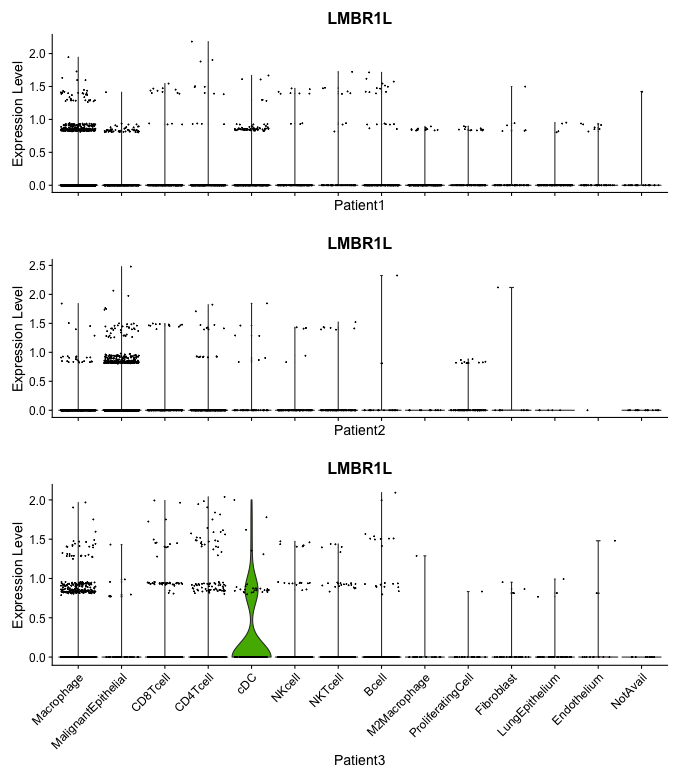 LMBR1L
Expression Level
2.0
1.5
1.0
0.5
0.0
Patient1
LMBR1L
Expression Level
2.5
2.0
1.5
1.0
0.5
0.0
Patient2
LMBR1L
Expression Level
2.0
1.5
1.0
0.5
0.0
Macrophage
MalignantEpithelial
CD8Tcell
CD4Tcell
cDC
NKcell
NKTcell
Bcell
M2Macrophage
ProliferatingCell
Fibroblast
LungEpithelium
Endothelium
NotAvail
Patient3